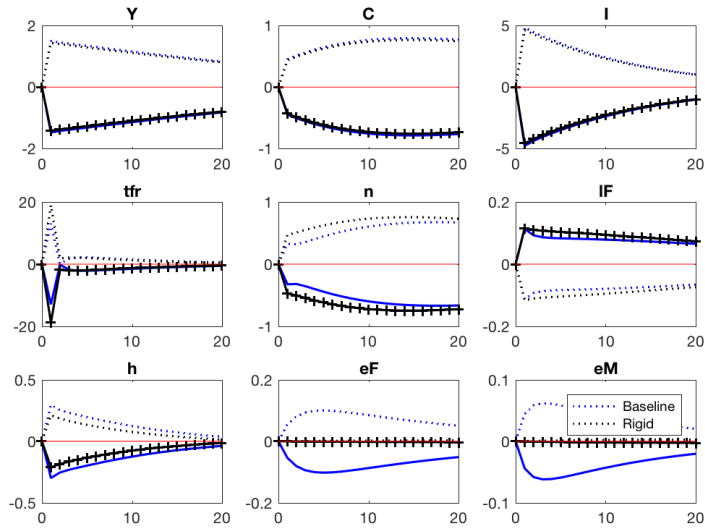 Y C I
2 1 5
0 0 0
-2 -1 -5
0 10 20 0 10 20 0 10 20
tfr n lF
20 1 0.2
0 0 0
-20 -1 -0.2
0 10 20 0 10 20 0 10 20
h eF eM
0.5 0.2 0.1
Baseline
Rigid
0 0 0
-0.5 -0.2 -0.1
0 10 20 0 10 20 0 10 20